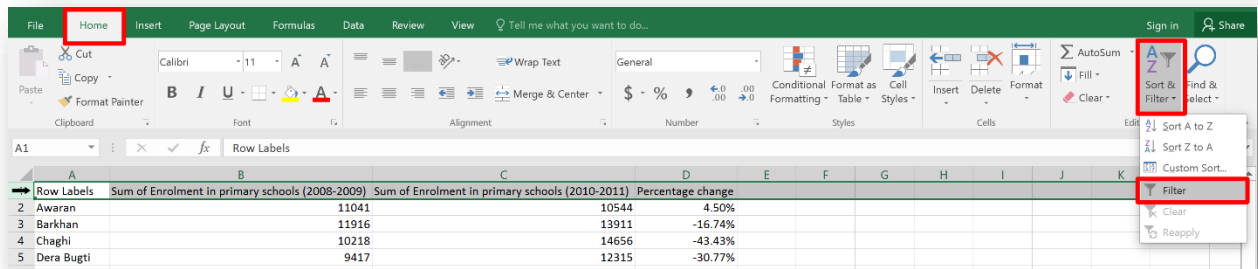 File Home Insert Page Layout Formulas Data Review View Tell me what you want to do... Sign in Share
Cut Calibri 11 A A Wrap Text General AutoSum
Copy Fill
Paste Format Painter B I U A Merge & Center $ % , .0 .00 .00 .0 Conditional Formatting Format as Table Cell Styles Insert Delete Format Clear Sort & Filter Find & Select
Clipboard Font Alignment Number Styles Cells Edit
A1 fx Row Labels
A B C D E F G H I J K
Row Labels Sum of Enrolment in primary schools (2008-2009) Sum of Enrolment in primary schools (2010-2011) Percentage change
2 Awaran 11041 10544 4.50%
3 Barkhan 11916 13911 -16.74%
4 Chaghi 10218 14656 -43.43%
5 Dera Bugti 9417 12315 -30.77%
Sort A to Z
Sort Z to A
Custom Sort...
Filter
Clear
Reapply